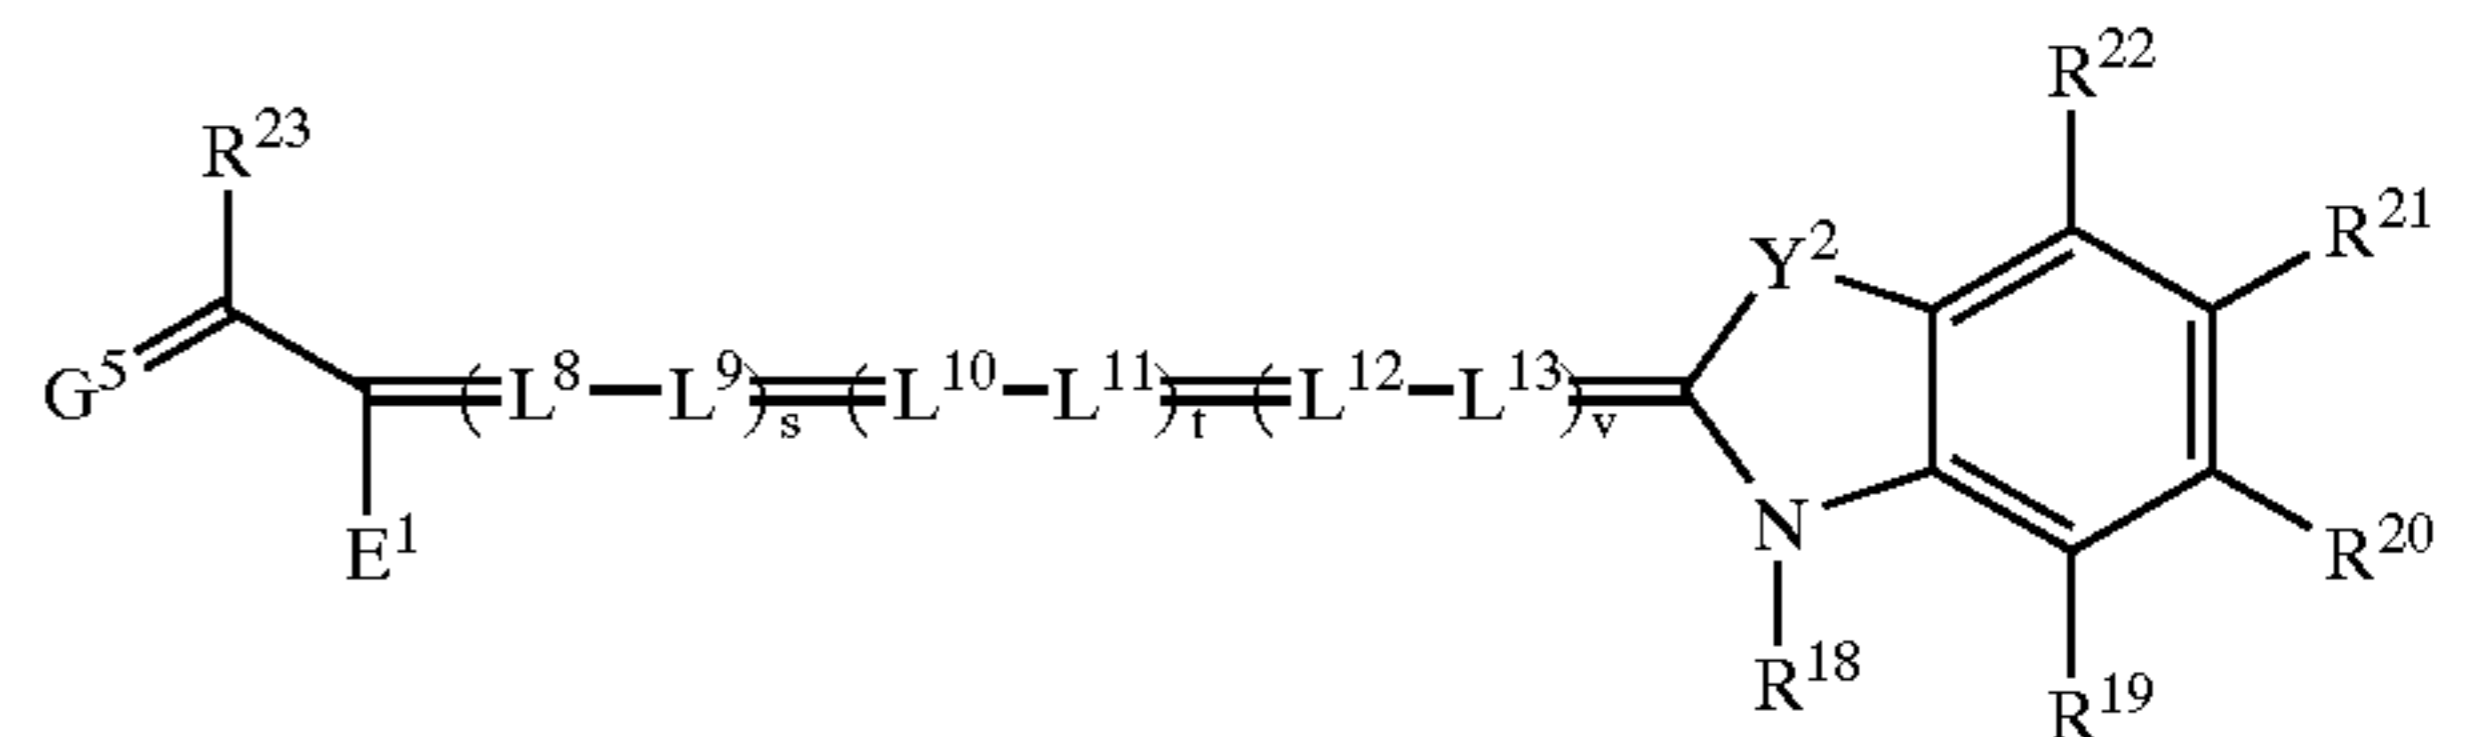 R²²
R²³
R²¹
Y²
G⁵ (L⁸ L⁹)s (L¹⁰ L¹¹)t (L¹² L¹³)v
E¹ N R²⁰
R¹⁸
R¹⁹